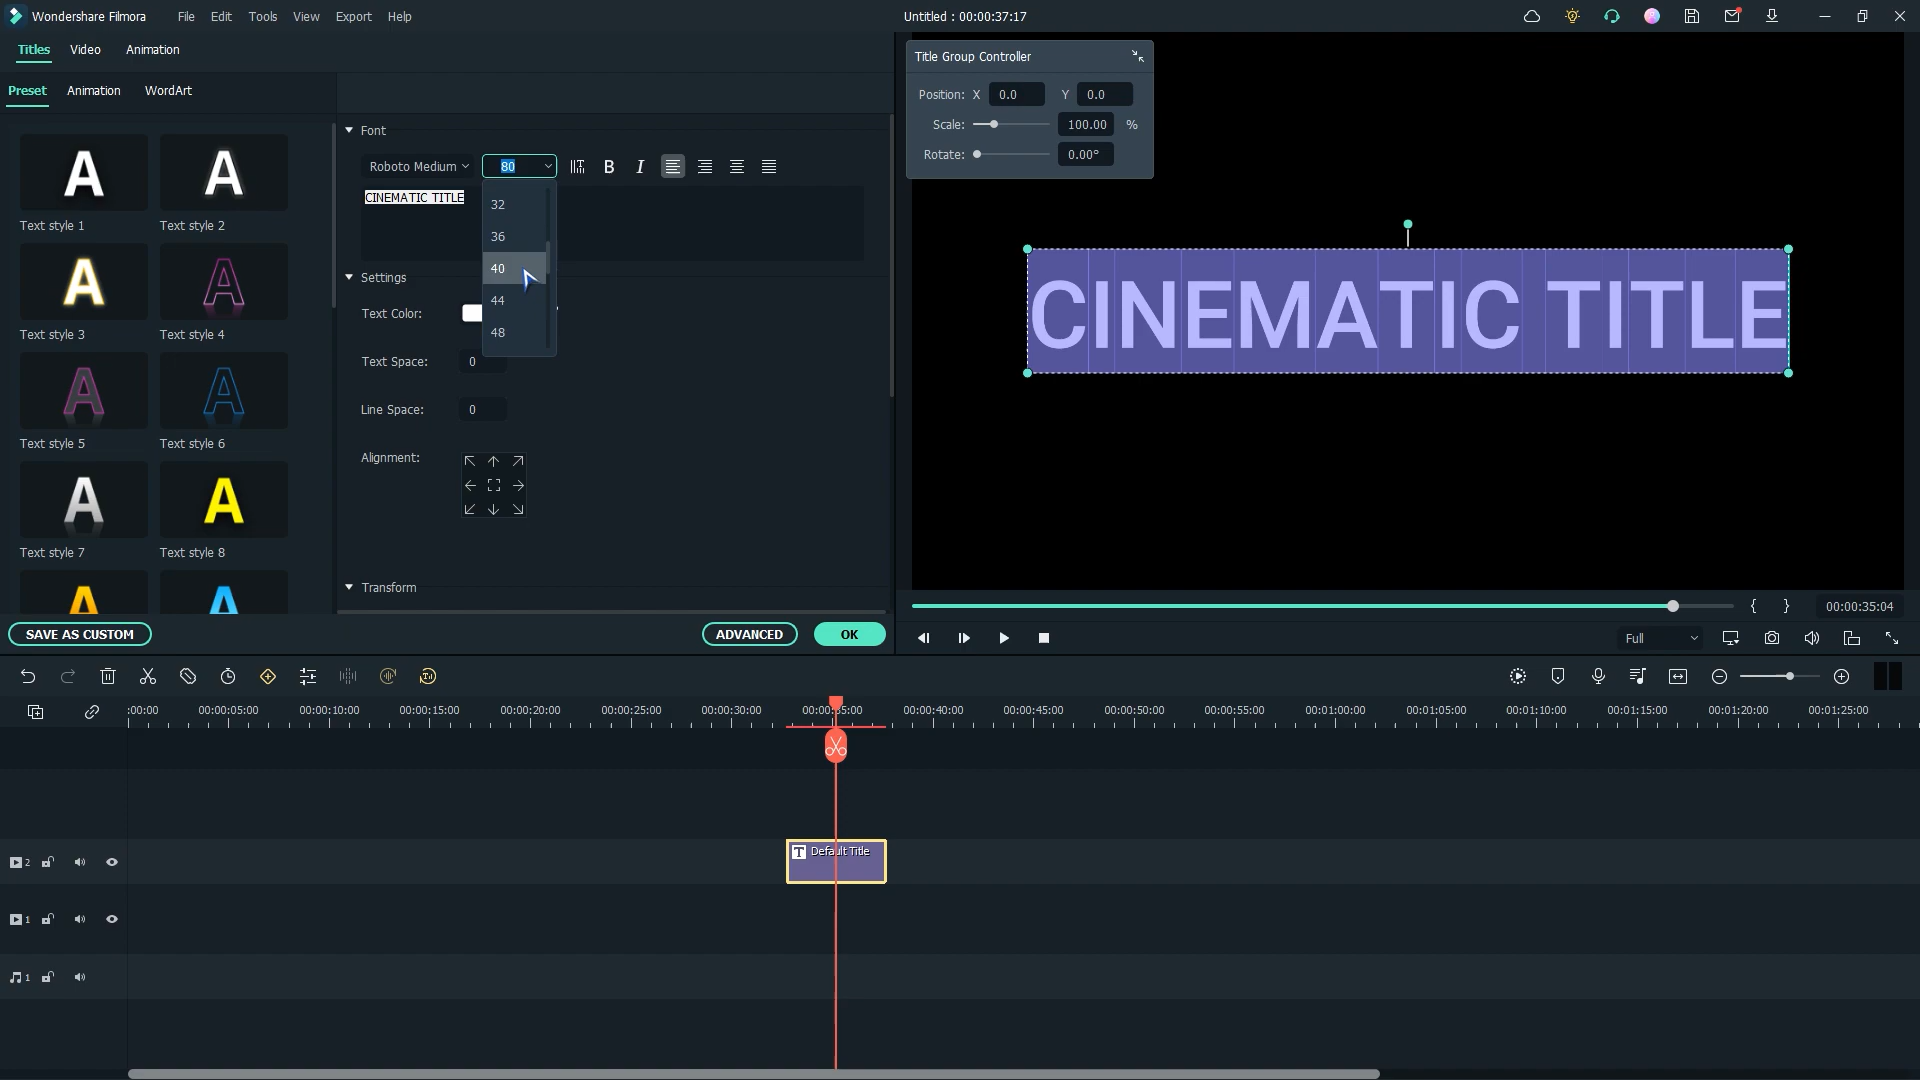 Wondershare Filmora File Edit Tools View Export Help Untitled : 00:00:37:17
Titles Video Animation
Preset Animation WordArt
Text style 1 Text style 2
Text style 3 Text style 4
Text style 5 Text style 6
Text style 7 Text style 8
Font
Roboto Medium 80 B I
CINEMATIC TITLE
32
36
40
44
48
Settings
Text Color:
Text Space: 0
Line Space: 0
Alignment:
Transform
SAVE AS CUSTOM ADVANCED OK
Title Group Controller
Position: X 0.0 Y 0.0
Scale: 100.00 %
Rotate: 0.00°
CINEMATIC TITLE
{ } 00:00:35:04
Full
:00:00 00:00:05:00 00:00:10:00 00:00:15:00 00:00:20:00 00:00:25:00 00:00:30:00 00:00:35:00 00:00:40:00 00:00:45:00 00:00:50:00 00:00:55:00 00:01:00:00 00:01:05:00 00:01:10:00 00:01:15:00 00:01:20:00 00:01:25:00
T Default Title
2
1
1